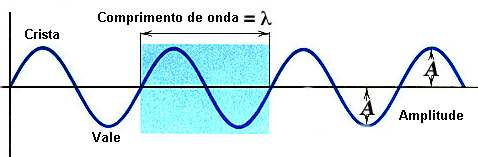 Comprimento de onda = λ
Crista
A
A
Amplitude
Vale